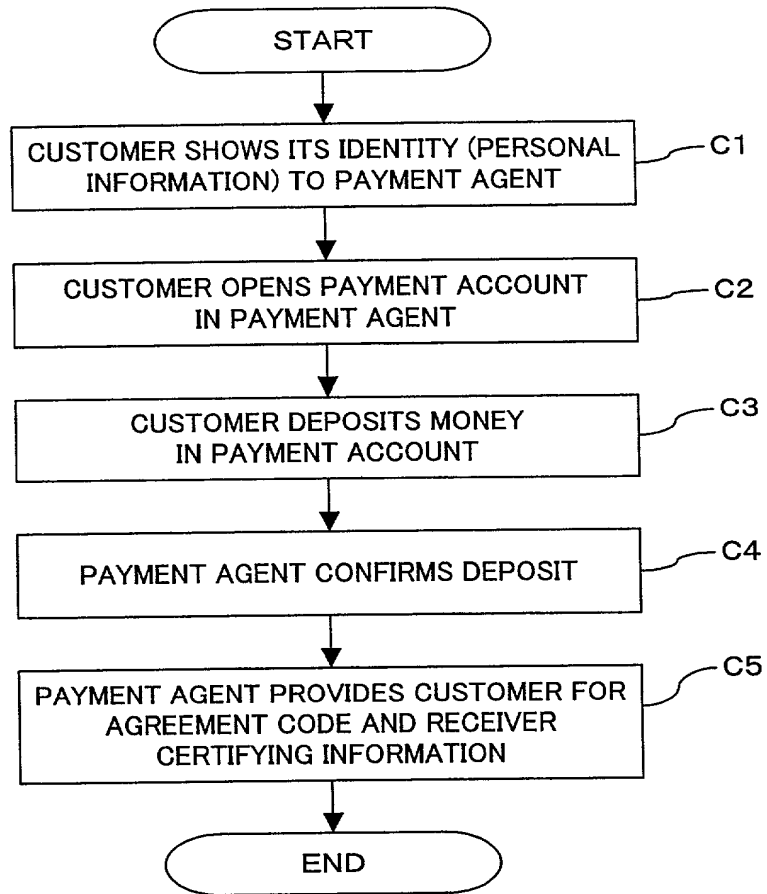 START
CUSTOMER SHOWS ITS IDENTITY (PERSONAL
INFORMATION) TO PAYMENT AGENT
C1
CUSTOMER OPENS PAYMENT ACCOUNT
IN PAYMENT AGENT
C2
CUSTOMER DEPOSITS MONEY
IN PAYMENT ACCOUNT
C3
PAYMENT AGENT CONFIRMS DEPOSIT
C4
PAYMENT AGENT PROVIDES CUSTOMER FOR
AGREEMENT CODE AND RECEIVER
CERTIFYING INFORMATION
C5
END